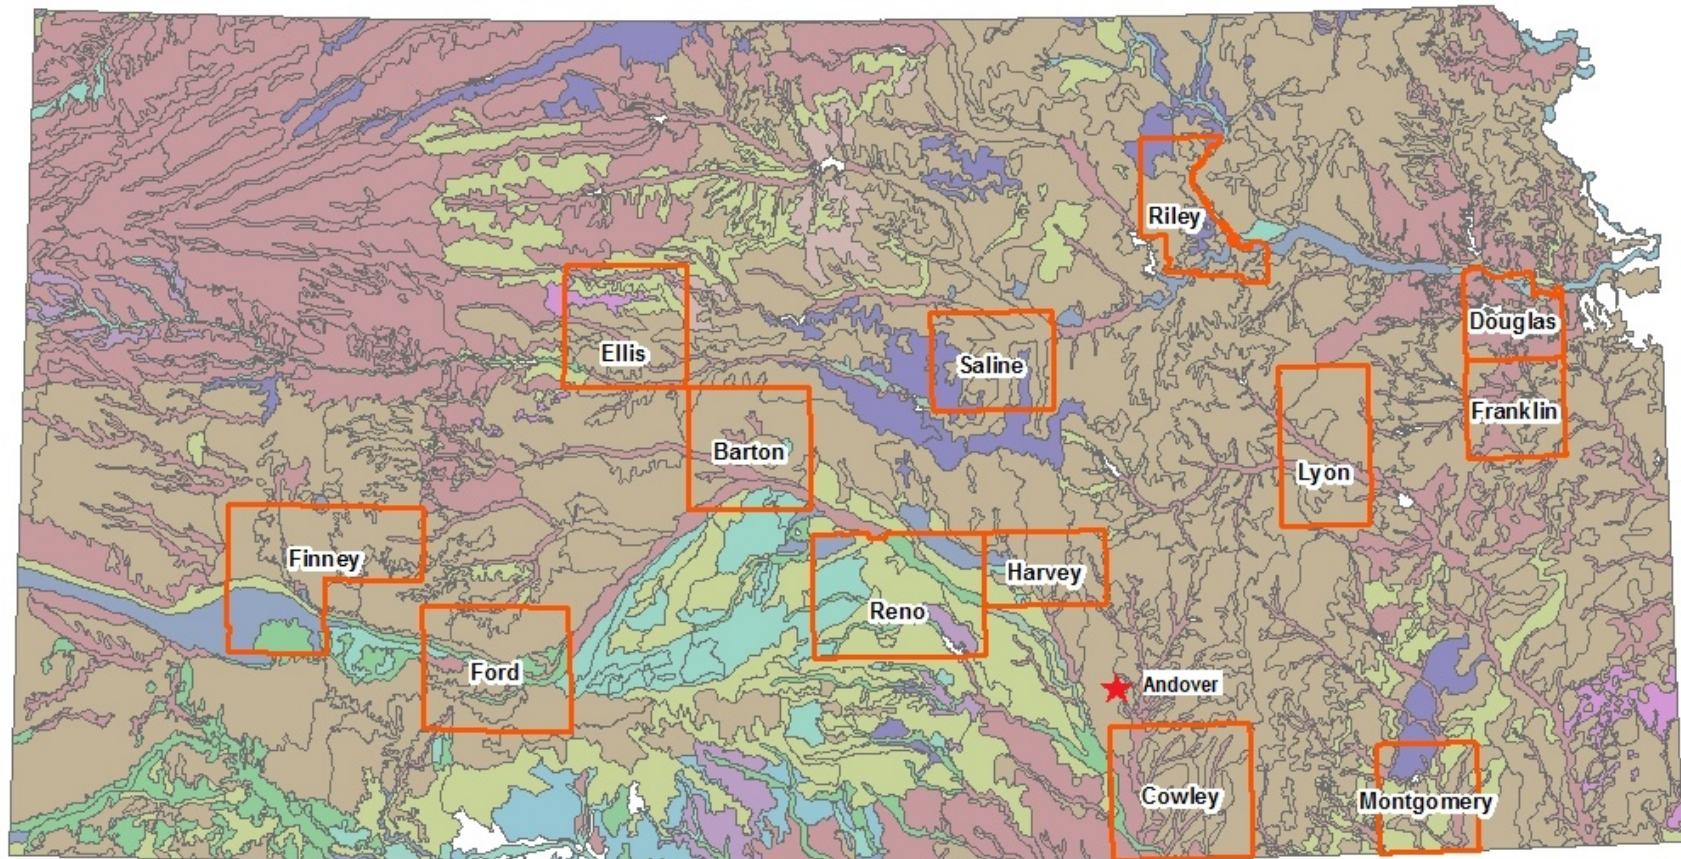 Riley
Douglas
Ellis
Saline
Franklin
Barton
Lyon
Finney
Harvey
Reno
Ford
Andover
Cowley
Montgomery